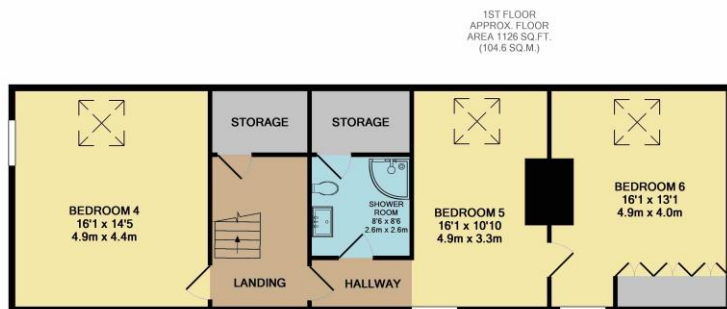 1ST FLOOR
APPROX. FLOOR
AREA 1126 SQ.FT.
(104.6 SQ.M.)
STORAGE
STORAGE
BEDROOM 4
16'1 x 14'5
4.9m x 4.4m
SHOWER
ROOM
8'6 x 8'6
2.6m x 2.6m
BEDROOM 5
16'1 x 10'10
4.9m x 3.3m
BEDROOM 6
16'1 x 13'1
4.9m x 4.0m
LANDING
HALLWAY